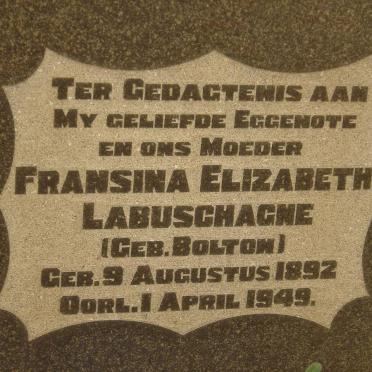 Ter Gedagtenis aan
My geliefde Eggenote
en ons Moeder
Fransina Elizabeth
Labuschagne
(Geb. Bolton)
Geb. 9 Augustus 1892
Oorl. 1 April 1949.